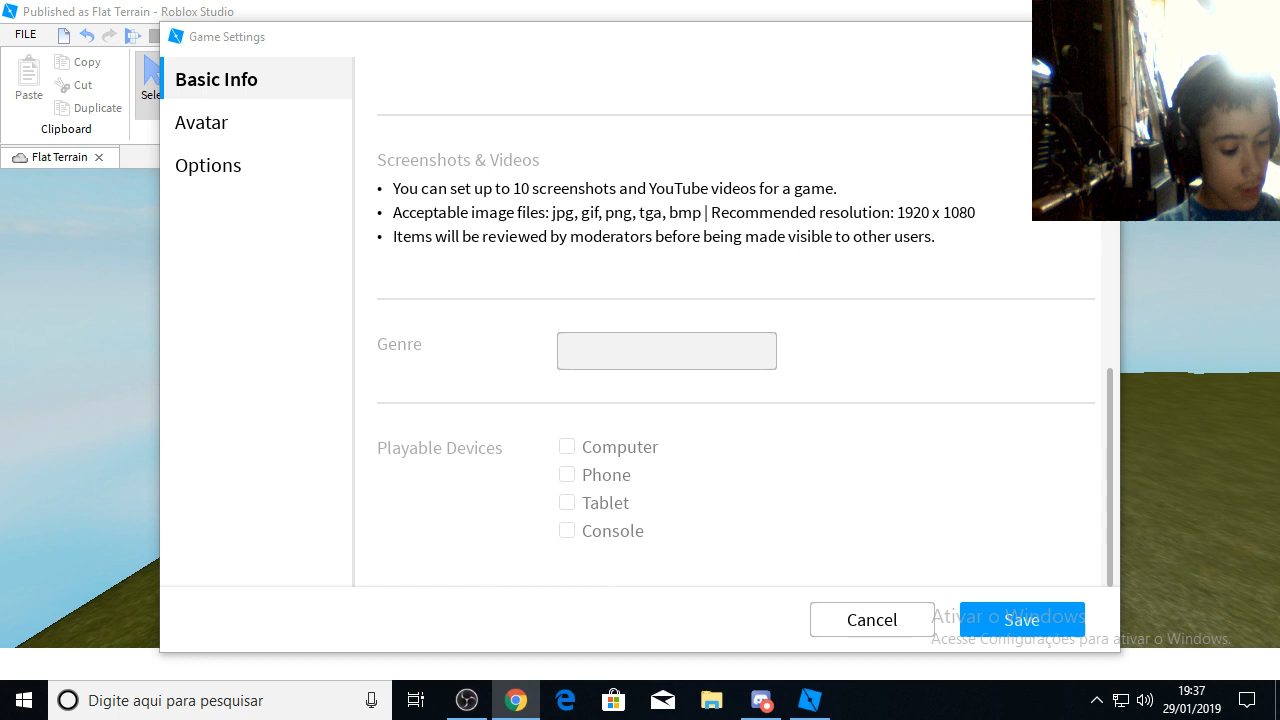 Published as Flat Terrain - Roblox Studio
FILE
Game Settings
Copy
Cut
Duplicate
Paste
Sele
Clipboard
Flat Terrain
Basic Info
Avatar
Options
Screenshots & Videos
• You can set up to 10 screenshots and YouTube videos for a game.
• Acceptable image files: jpg, gif, png, tga, bmp | Recommended resolution: 1920 x 1080
• Items will be reviewed by moderators before being made visible to other users.
Genre
Playable Devices
Computer
Phone
Tablet
Console
Cancel
Save
Ativar o Windows
Acesse Configurações para ativar o Windows.
Digite aqui para pesquisar
19:37
29/01/2019